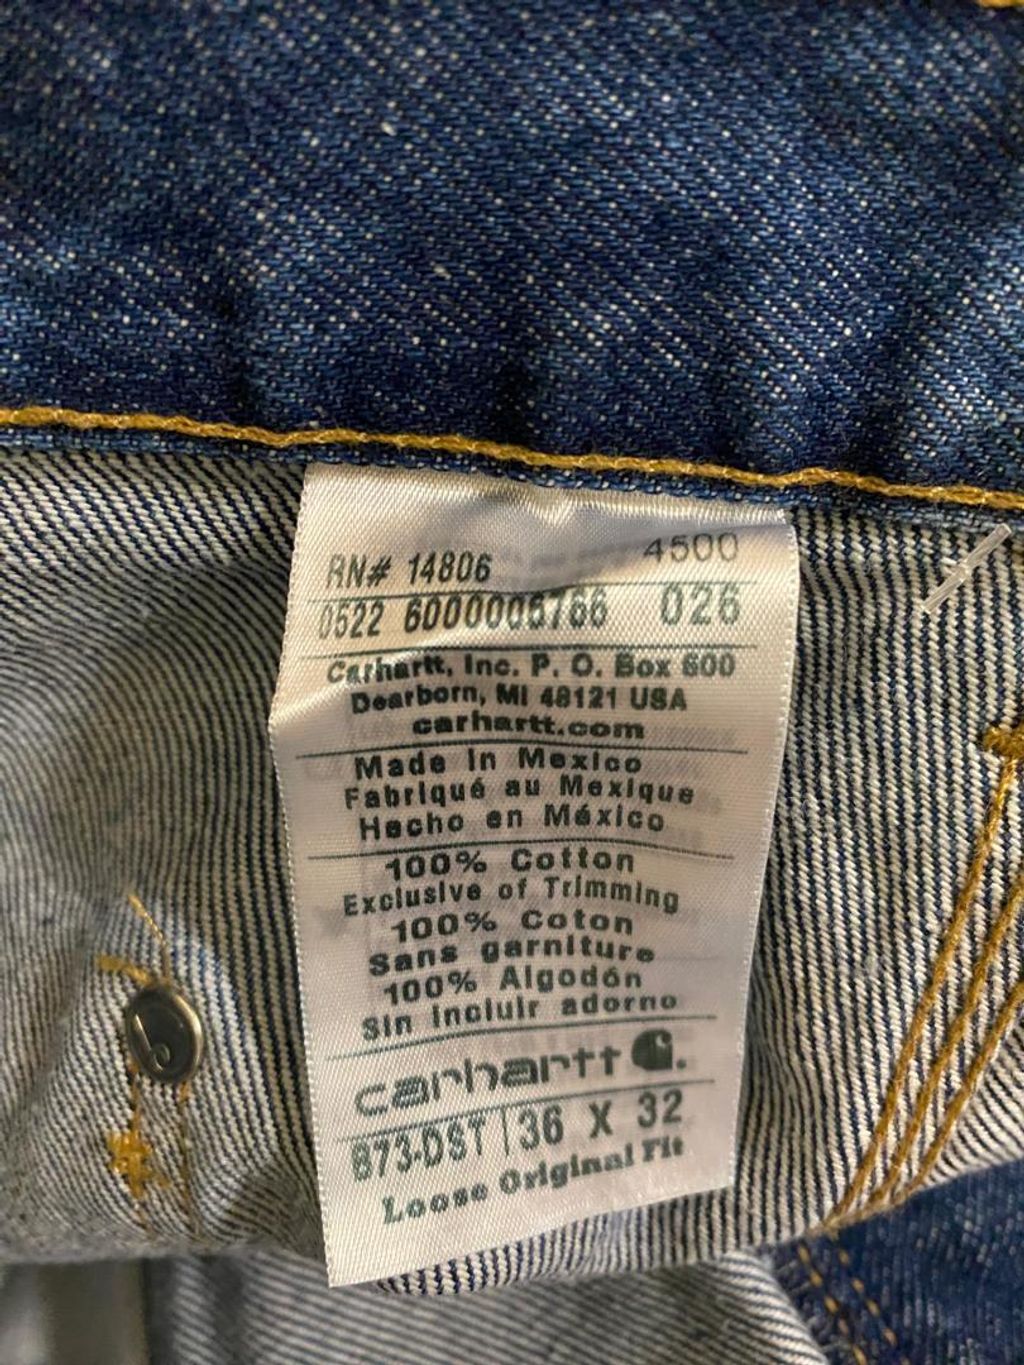 4500
RN# 14806
0522 6000006766 026
Carhartt, Inc. P. O. Box 600
Dearborn, MI 48121 USA
carhartt.com
Made in Mexico
Fabriqué au Mexique
Hecho en México
100% Cotton
Exclusive of Trimming
100% Coton
Sans garniture
100% Algodón
Sin incluir adorno
carhartt
B73-DST 36 X 32
Loose Original Fit